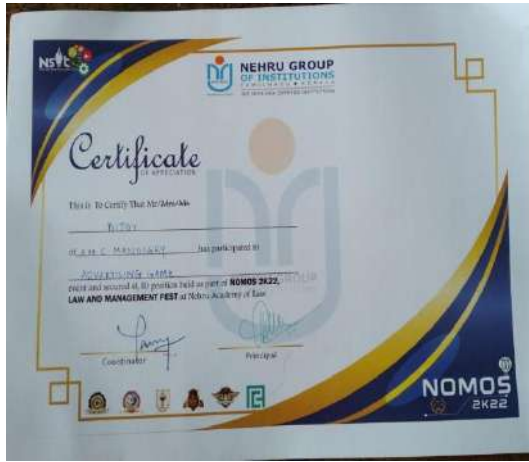 NEHRU GROUP
OF INSTITUTIONS
TAMILNADU KERALA
Certificate
OF APPRECIATION
This is To Certify That Mr/Mrs/Ms
has participated in
ADVERTISING GAME
event and secured position held as part of NOMOS 2K22,
LAW AND MANAGEMENT FEST at Nehru Academy of Law
Coordinator
Principal
NOMOS
2K22